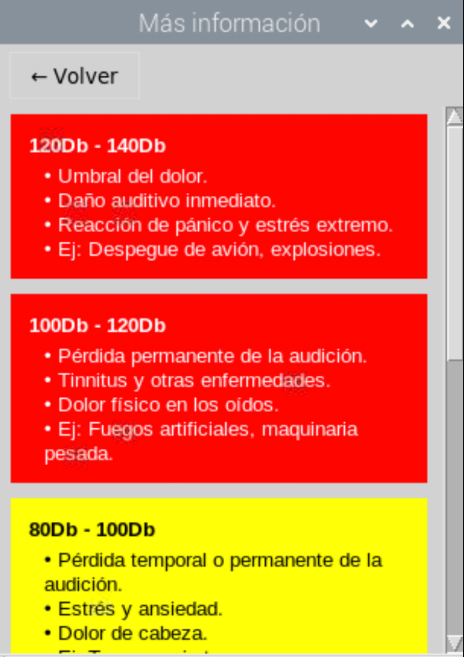 Más información
← Volver
120Db - 140Db
• Umbral del dolor.
• Daño auditivo inmediato.
• Reacción de pánico y estrés extremo.
• Ej: Despegue de avión, explosiones.
100Db - 120Db
• Pérdida permanente de la audición.
• Tinnitus y otras enfermedades.
• Dolor físico en los oídos.
• Ej: Fuegos artificiales, maquinaria
pesada.
80Db - 100Db
• Pérdida temporal o permanente de la
audición.
• Estrés y ansiedad.
• Dolor de cabeza.